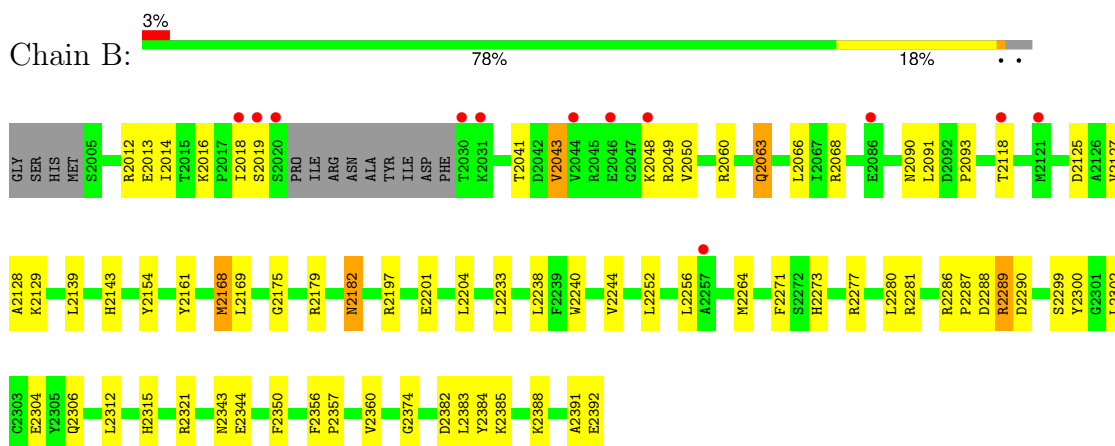 3%
Chain B:
78% 18% • •
GLY SER HIS MET S2005 R2012 E2013 I2014 T2015 K2016 P2017 I2018 S2019 S2020 PRO ILE ARG ASN ALA TYR ILE ASP PHE T2030 K2031 T2041 D2042 V2043 V2044 R2045 E2046 G2047 K2048 R2049 V2050 R2060 Q2063 L2066 I2067 R2068 E2086 N2090 L2091 D2092 P2093 T2118 M2121 D2125 A2126 V2127
A2128 K2129 L2139 H2143 Y2154 Y2161 M2168 L2169 G2175 R2179 N2182 R2197 E2201 L2204 L2233 L2238 F2239 W2240 V2244 L2252 L2256 A2257 M2264 F2271 S2272 H2273 R2277 L2280 R2281 R2286 P2287 D2288 R2289 D2290 S2299 Y2300 G2301 L2302
C2303 E2304 Y2305 Q2306 L2312 H2315 R2321 N2343 E2344 F2350 F2356 P2357 V2360 G2374 D2382 L2383 Y2384 K2385 K2388 A2391 E2392